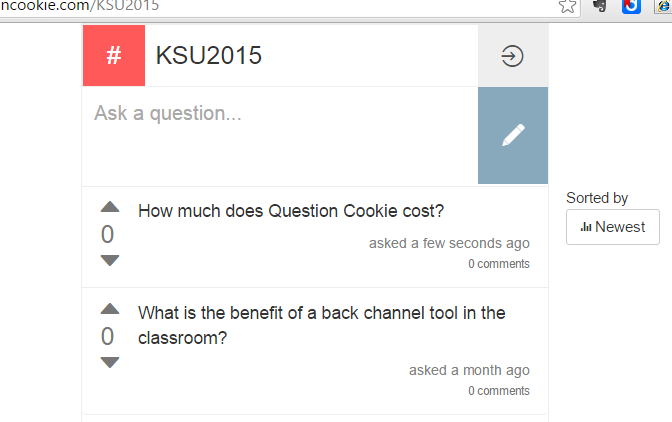 ncookie.com/KSU2015
# KSU2015
Ask a question...
How much does Question Cookie cost?
0
asked a few seconds ago
0 comments
Sorted by
Newest
What is the benefit of a back channel tool in the
classroom?
0
asked a month ago
0 comments